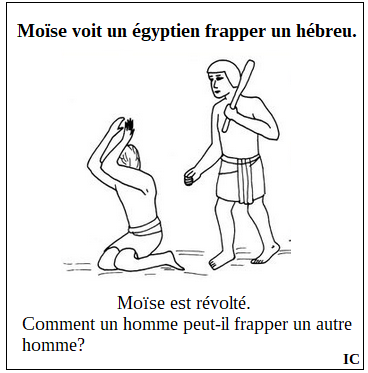 Moïse voit un égyptien frapper un hébreu.
Moïse est révolté.
Comment un homme peut-il frapper un autre
homme?
IC